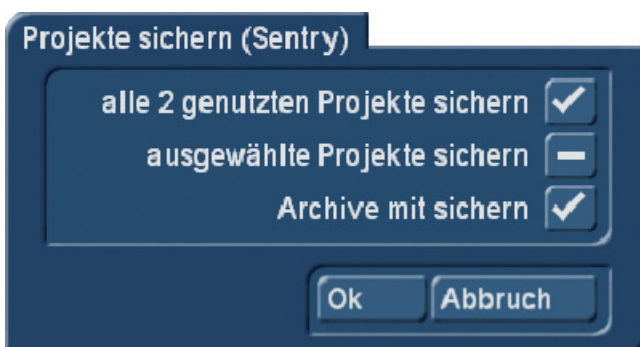 Projekte sichern (Sentry)
alle 2 genutzten Projekte sichern
ausgewählte Projekte sichern
Archive mit sichern
Ok Abbruch